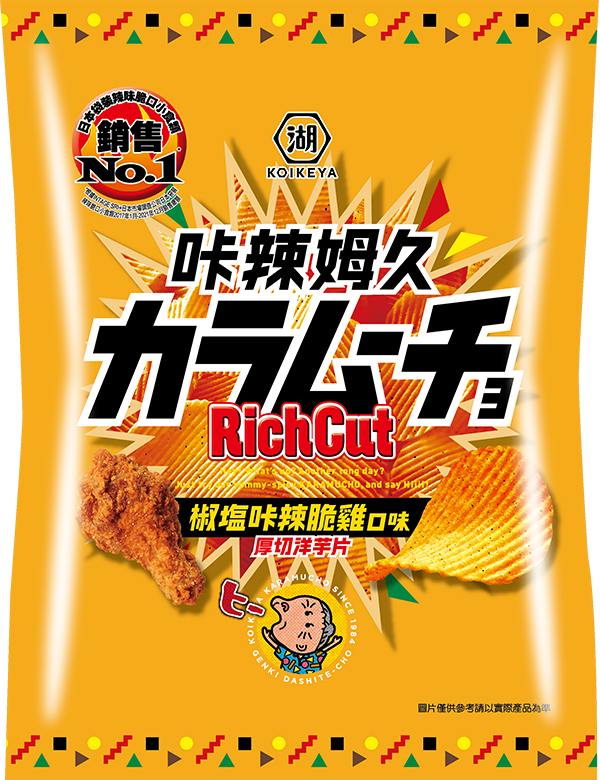 日本袋裝辣味脆口小食類*
銷售
No.1
湖
KOIKEYA
咔辣姆久
カラムーチョ
RichCut
椒塩咔辣脆雞口味
厚切洋芋片
ヒー
KOIKEYA KARAMUCHO SINCE 1984
GENKI DASHITE-CHO
圖片僅供參考請以實際產品為準